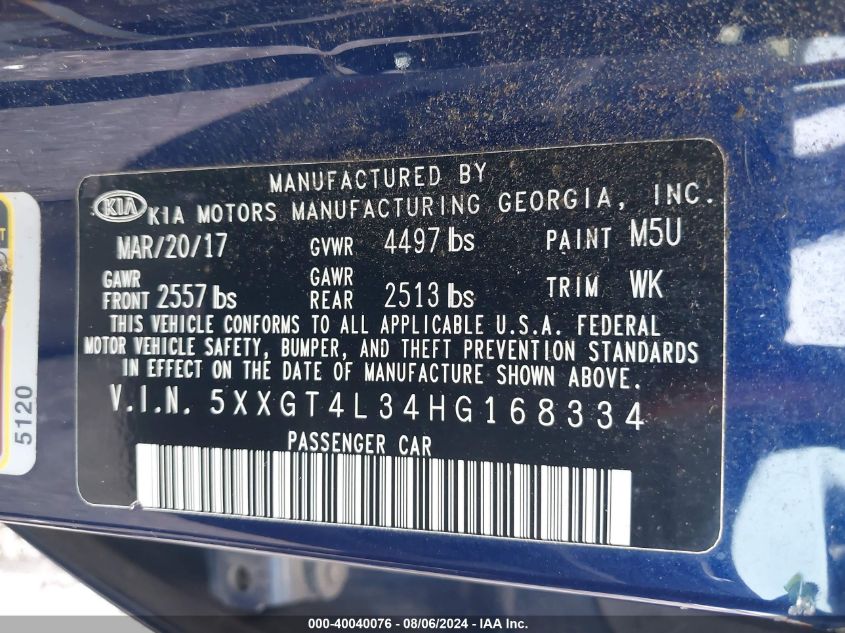 MANUFACTURED BY
KIA KIA MOTORS MANUFACTURING GEORGIA, INC.
MAR/20/17 GVWR 4497 lbs PAINT M5U
GAWR FRONT 2557 lbs GAWR REAR 2513 lbs TRIM WK
THIS VEHICLE CONFORMS TO ALL APPLICABLE U.S.A. FEDERAL
MOTOR VEHICLE SAFETY, BUMPER, AND THEFT PREVENTION STANDARDS
IN EFFECT ON THE DATE OF MANUFACTURE SHOWN ABOVE.
V.I.N. 5XXGT4L34HG168334
PASSENGER CAR
5120
000-40040076 - 08/06/2024 - IAA Inc.